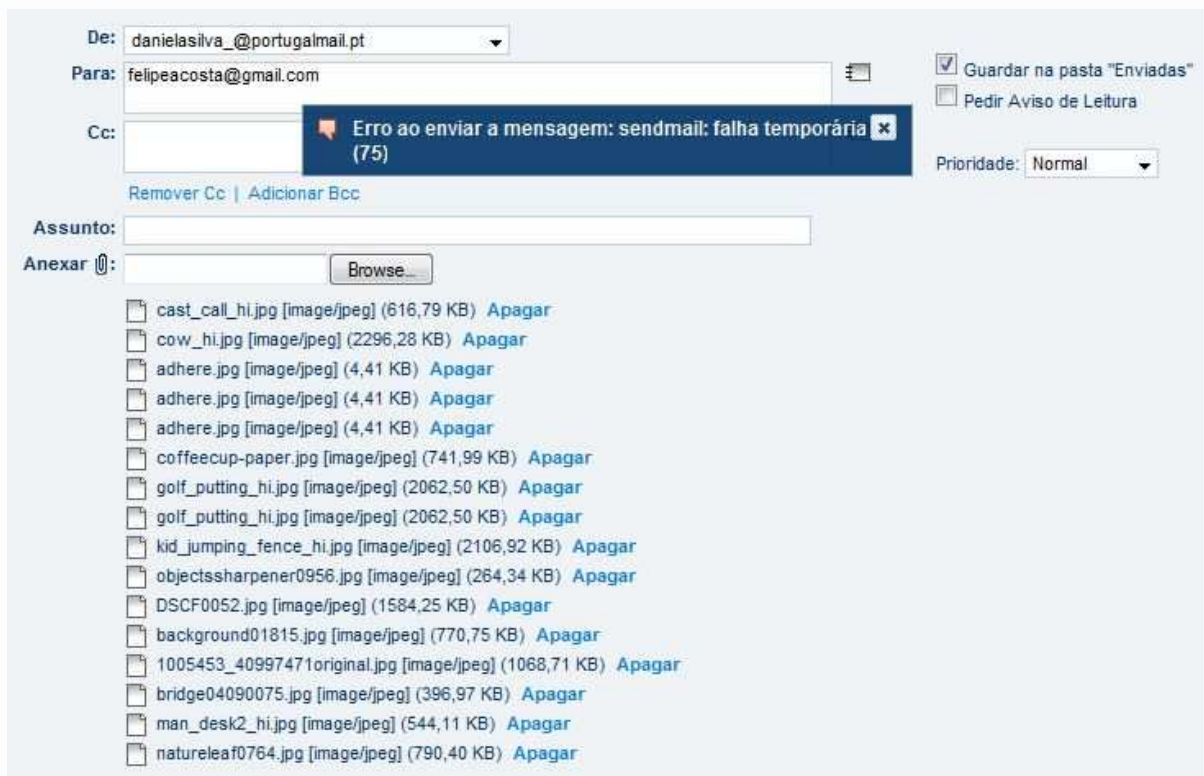 De: danielasilva_@portugalmail.pt
Para: felipeacosta@gmail.com
Guardar na pasta "Enviadas"
Pedir Aviso de Leitura
Cc:
Erro ao enviar a mensagem: sendmail: falha temporária
(75)
Prioridade: Normal
Remover Cc | Adicionar Bcc
Assunto:
Anexar :
Browse...
cast_call_hi.jpg [image/jpeg] (616,79 KB) Apagar
cow_hi.jpg [image/jpeg] (2296,28 KB) Apagar
adhere.jpg [image/jpeg] (4,41 KB) Apagar
adhere.jpg [image/jpeg] (4,41 KB) Apagar
adhere.jpg [image/jpeg] (4,41 KB) Apagar
coffeecup-paper.jpg [image/jpeg] (741,99 KB) Apagar
golf_putting_hi.jpg [image/jpeg] (2062,50 KB) Apagar
golf_putting_hi.jpg [image/jpeg] (2062,50 KB) Apagar
kid_jumping_fence_hi.jpg [image/jpeg] (2106,92 KB) Apagar
objectssharpener0956.jpg [image/jpeg] (264,34 KB) Apagar
DSCF0052.jpg [image/jpeg] (1584,25 KB) Apagar
background01815.jpg [image/jpeg] (770,75 KB) Apagar
1005453_40997471original.jpg [image/jpeg] (1068,71 KB) Apagar
bridge04090075.jpg [image/jpeg] (396,97 KB) Apagar
man_desk2_hi.jpg [image/jpeg] (544,11 KB) Apagar
natureleaf0764.jpg [image/jpeg] (790,40 KB) Apagar